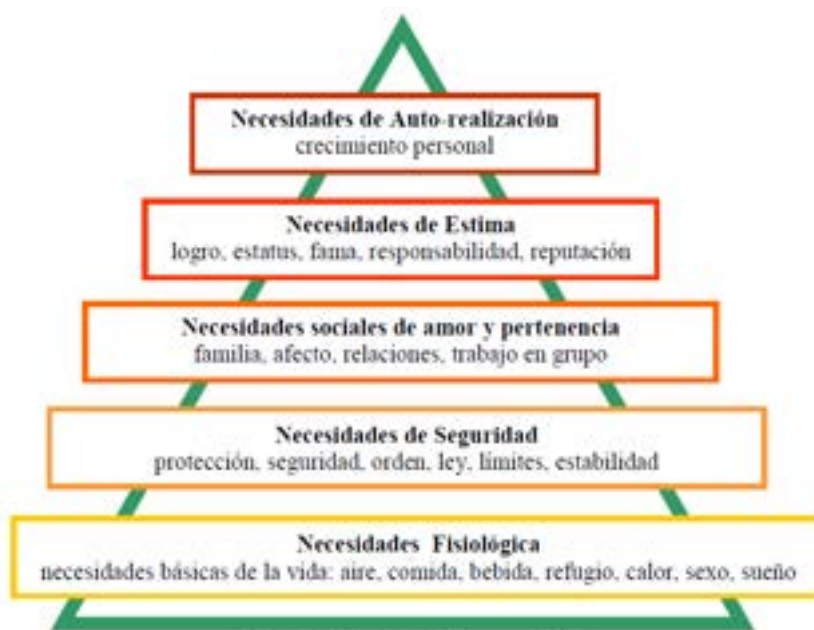 Necesidades de Auto-realización
crecimiento personal
Necesidades de Estima
logro, estatus, fama, responsabilidad, reputación
Necesidades sociales de amor y pertenencia
familia, afecto, relaciones, trabajo en grupo
Necesidades de Seguridad
protección, seguridad, orden, ley, límites, estabilidad
Necesidades Fisiológica
necesidades básicas de la vida: aire, comida, bebida, refugio, calor, sexo, sueño